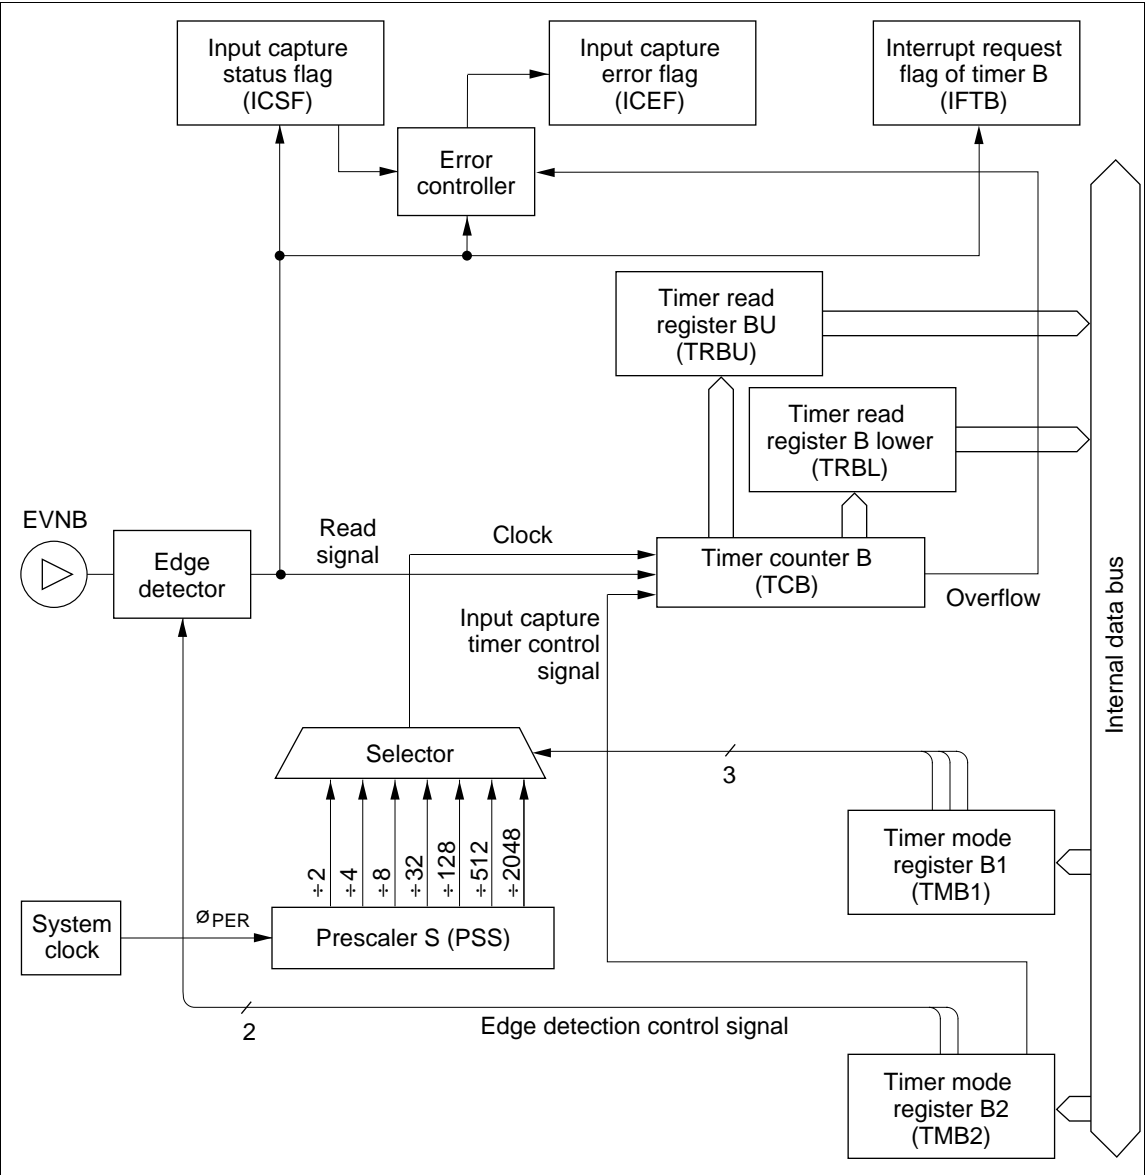 Input capture
status flag
(ICSF)
Input capture
error flag
(ICEF)
Interrupt request
flag of timer B
(IFTB)
Error
controller
Timer read
register BU
(TRBU)
Timer read
register B lower
(TRBL)
EVNB
Edge
detector
Read
signal
Clock
Timer counter B
(TCB)
Overflow
Input capture
timer control
signal
Internal data bus
Selector
3
÷2
÷4
÷8
÷32
÷128
÷512
÷2048
Timer mode
register B1
(TMB1)
System
clock
øPER
Prescaler S (PSS)
2
Edge detection control signal
Timer mode
register B2
(TMB2)